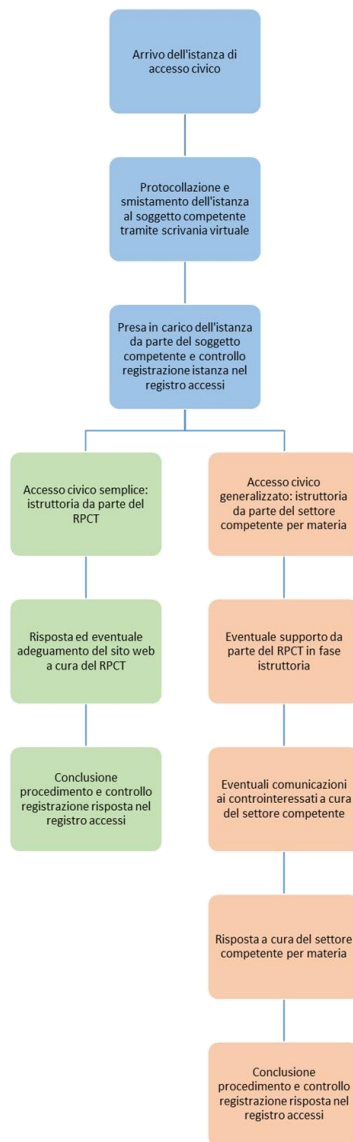 Arrivo dell'istanza di
accesso civico
Protocollazione e
smistamento dell'istanza
al soggetto competente
tramite scrivania virtuale
Presa in carico dell'istanza
da parte del soggetto
competente e controllo
registrazione istanza nel
registro accessi
Accesso civico semplice:
istruttoria da parte del
RPCT
Risposta ed eventuale
adeguamento del sito web
a cura del RPCT
Conclusione
procedimento e controllo
registrazione risposta nel
registro accessi
Accesso civico
generalizzato: istruttoria
da parte del settore
competente per materia
Eventuale supporto da
parte del RPCT in fase
istruttoria
Eventuali comunicazioni
ai controinteressati a cura
del settore competente
Risposta a cura del settore
competente per materia
Conclusione
procedimento e controllo
registrazione risposta nel
registro accessi